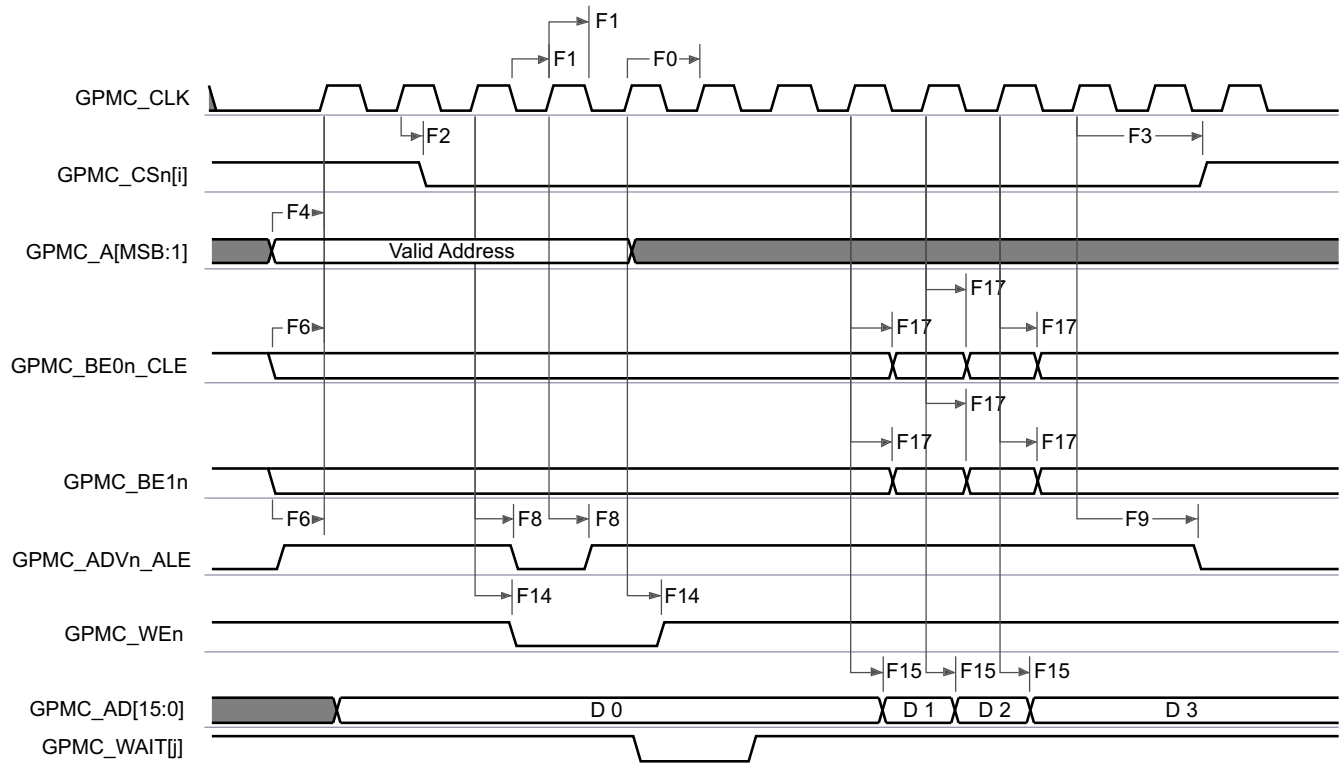 F1
F1 F0
GPMC_CLK
F2 F3
GPMC_CSn[i]
F4
GPMC_A[MSB:1] Valid Address
F17
F6 F17 F17
GPMC_BE0n_CLE
F17
F17 F17
GPMC_BE1n
F6 F8 F8 F9
GPMC_ADVn_ALE
F14 F14
GPMC_WEn
F15 F15 F15
GPMC_AD[15:0] D 0 D 1 D 2 D 3
GPMC_WAIT[j]